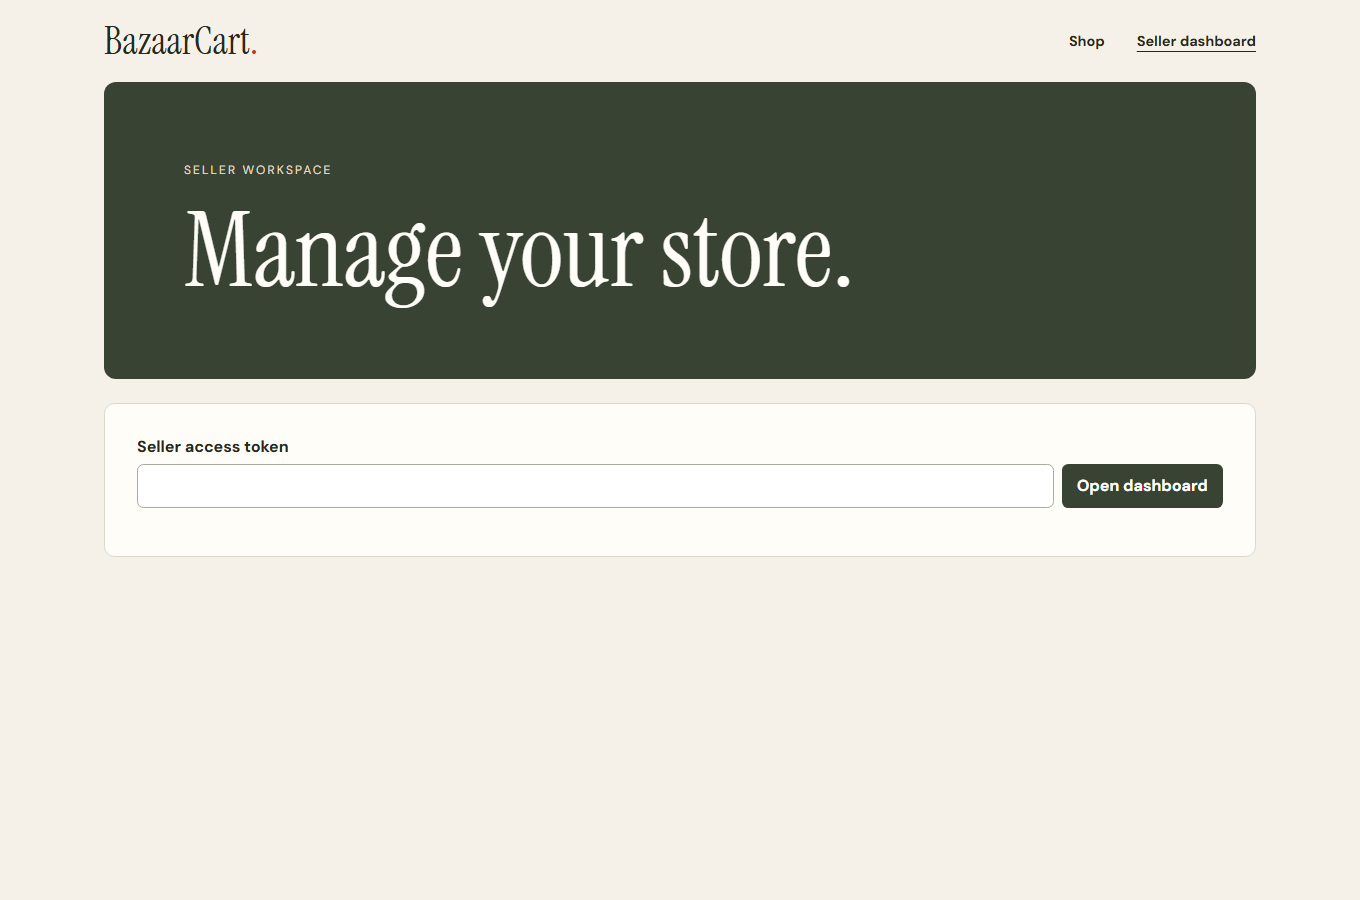 BazaarCart.
Shop
Seller dashboard
SELLER WORKSPACE
Manage your store.
Seller access token
Open dashboard